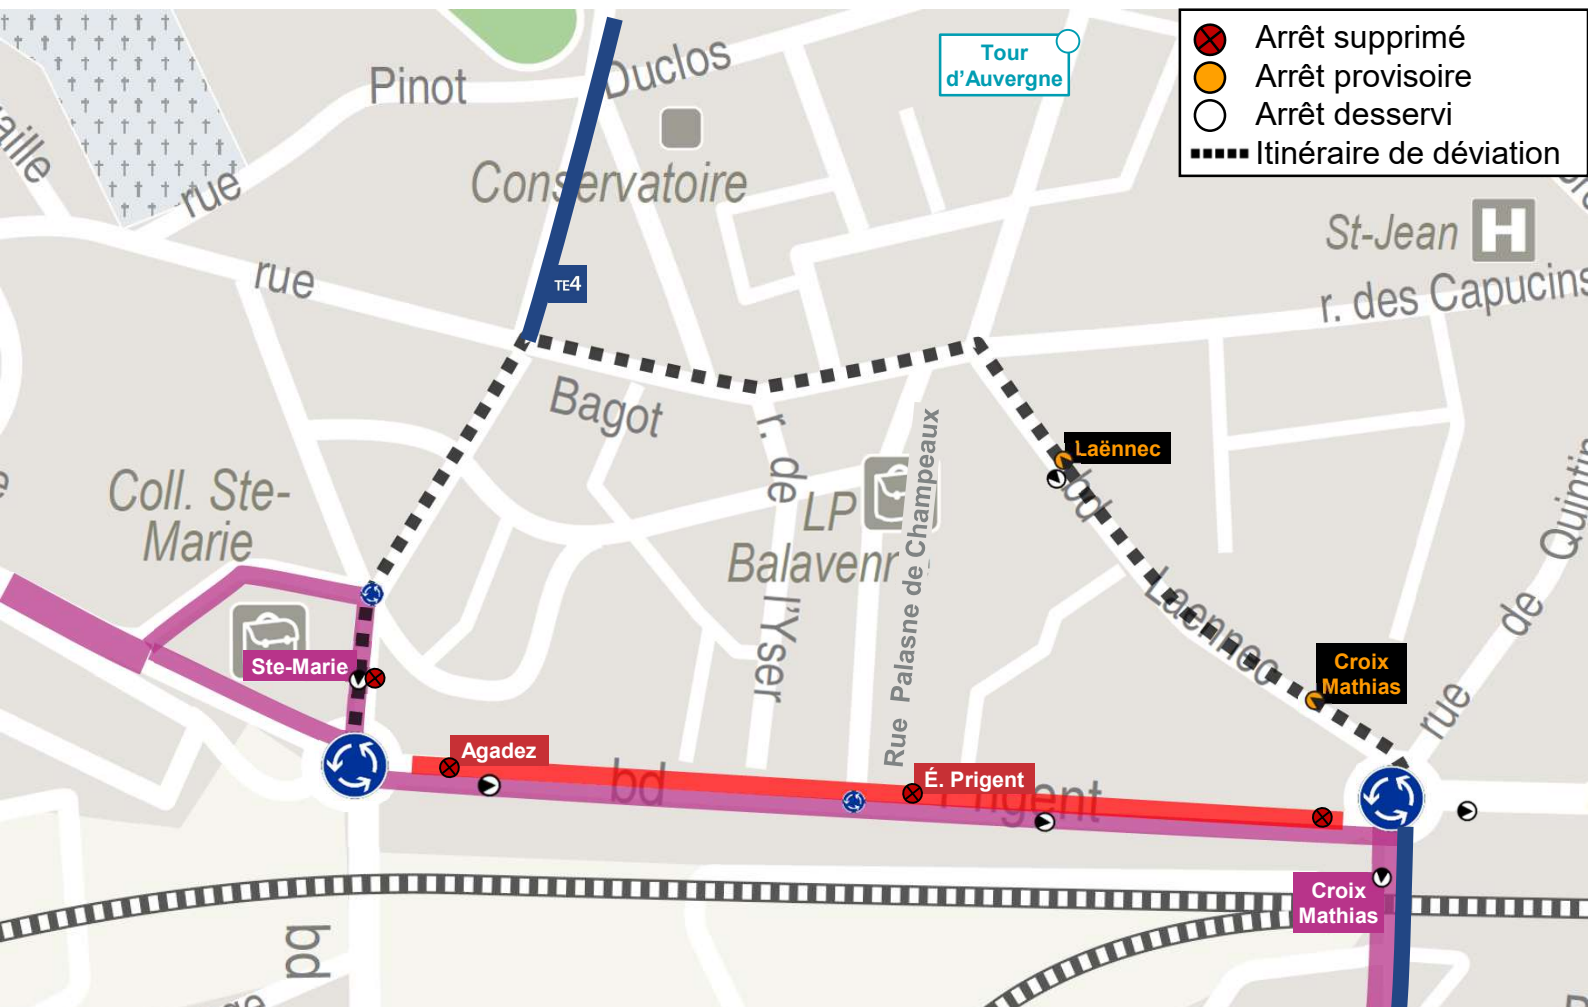 Arrêt supprimé
Arrêt provisoire
Arrêt desservi
Itinéraire de déviation
Tour
d'Auvergne
Duclos
Pinot
rue
Conservatoire
St-Jean
H
r. des Capucins
rue
TE4
Bagot
r. de l'Yser
Rue Palasne de Champeaux
Laënnec
bd Laennec
Coll. Ste-
Marie
LP
Balavenr
de Quintin
rue
Ste-Marie
Croix
Mathias
Agadez
É. Prigent
bd Prigent
Croix
Mathias
bd